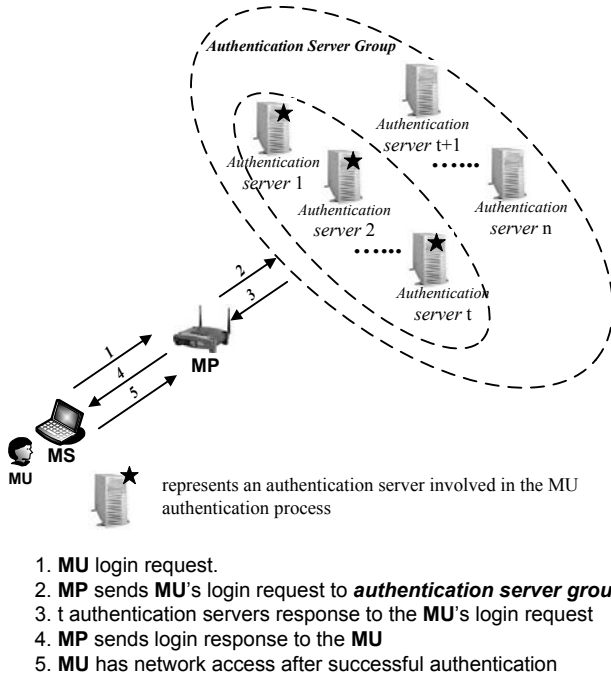 Authentication Server Group
Authentication
server 1
Authentication
server 2
Authentication
server t
Authentication
server t+1
Authentication
server n
......
......
2
3
1
4
5
MP
MS
MU
represents an authentication server involved in the MU
authentication process
1. MU login request.
2. MP sends MU's login request to authentication server grou
3. t authentication servers response to the MU's login request
4. MP sends login response to the MU
5. MU has network access after successful authentication